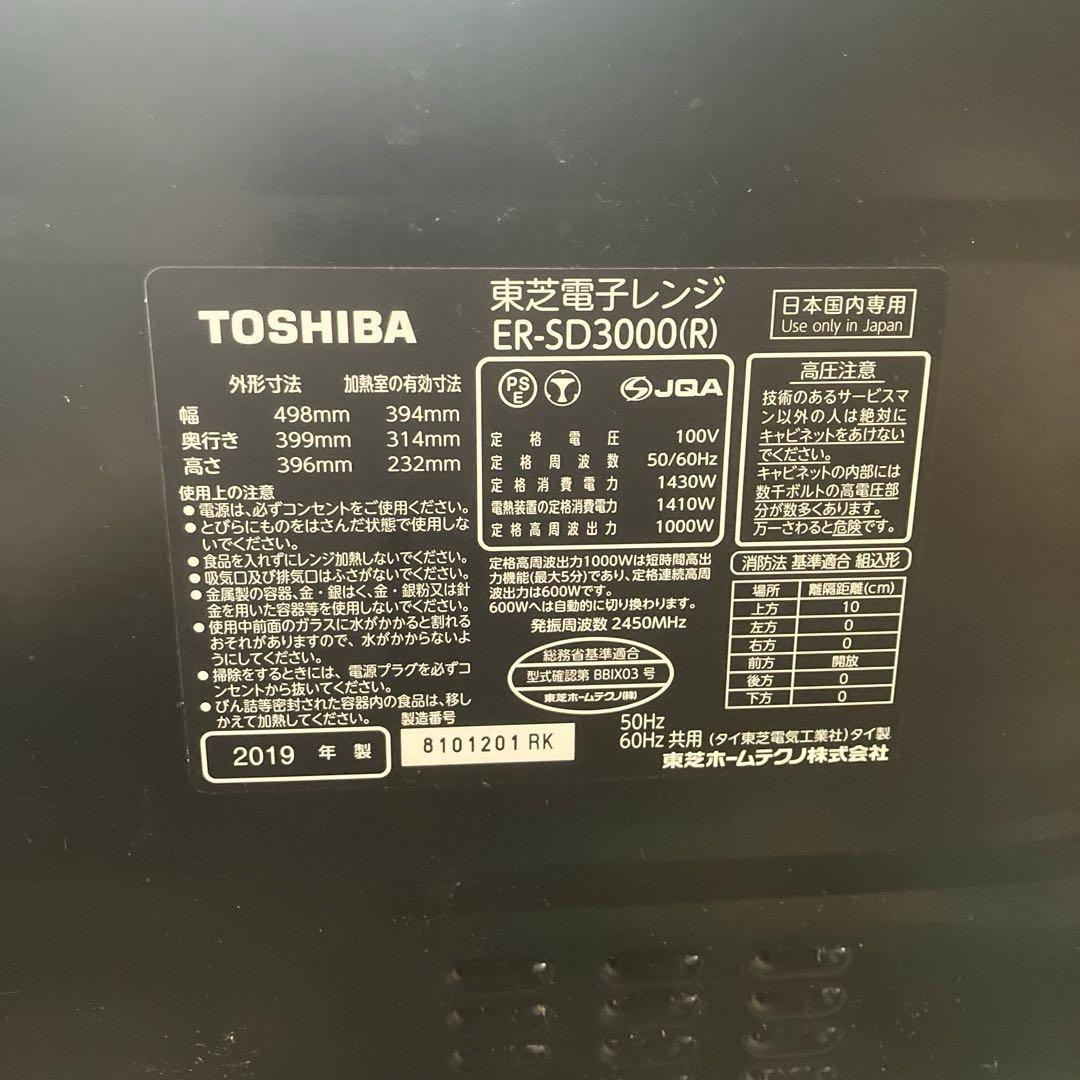 TOSHIBA
東芝電子レンジ
ER-SD3000(R)
日本国内専用
Use only in Japan
外形寸法 加熱室の有効寸法
幅 498mm 394mm
奥行き 399mm 314mm
高さ 396mm 232mm
使用上の注意
●電源は、必ずコンセントをご使用ください。
●とびらにものをはさんだ状態で使用しな
いでください。
●食品を入れずにレンジ加熱しないでください。
●吸気口及び排気口はふさがないでください。
●金属製の容器、金・銀はく、金・銀粉又は針
金を用いた容器等を使用しないでください。
●使用中前面のガラスに水がかかると割れる
おそれがありますので、水がかからないよ
うにしてください。
●掃除をするときには、電源プラグを必ずコ
ンセントから抜いてください。
●びん詰等密封された容器内の食品は、移し
かえて加熱してください。
2019 年 製
製造番号
8101201 RK
PS
E
JQA
定格電圧 100V
定格周波数 50/60Hz
定格消費電力 1430W
電熱装置の定格消費電力 1410W
定格高周波出力 1000W
定格高周波出力1000Wは短時間高出
力機能(最大5分)であり、定格連続高周
波出力は600Wです。
600Wへは自動的に切り換わります。
発振周波数 2450MHz
総務省基準適合
型式確認第 BBIX03 号
東芝ホームテクノ(株)
高圧注意
技術のあるサービスマ
ン以外の人は絶対に
キャビネットをあけない
でください。
キャビネットの内部には
数千ボルトの高電圧部
分が数多くあります。
万一さわると危険です。
消防法 基準適合 組込形
場所 離隔距離(cm)
上方 10
左方 0
右方 0
前方 開放
後方 0
下方 0
50Hz
60Hz 共用 (タイ東芝電気工業社)タイ製
東芝ホームテクノ株式会社